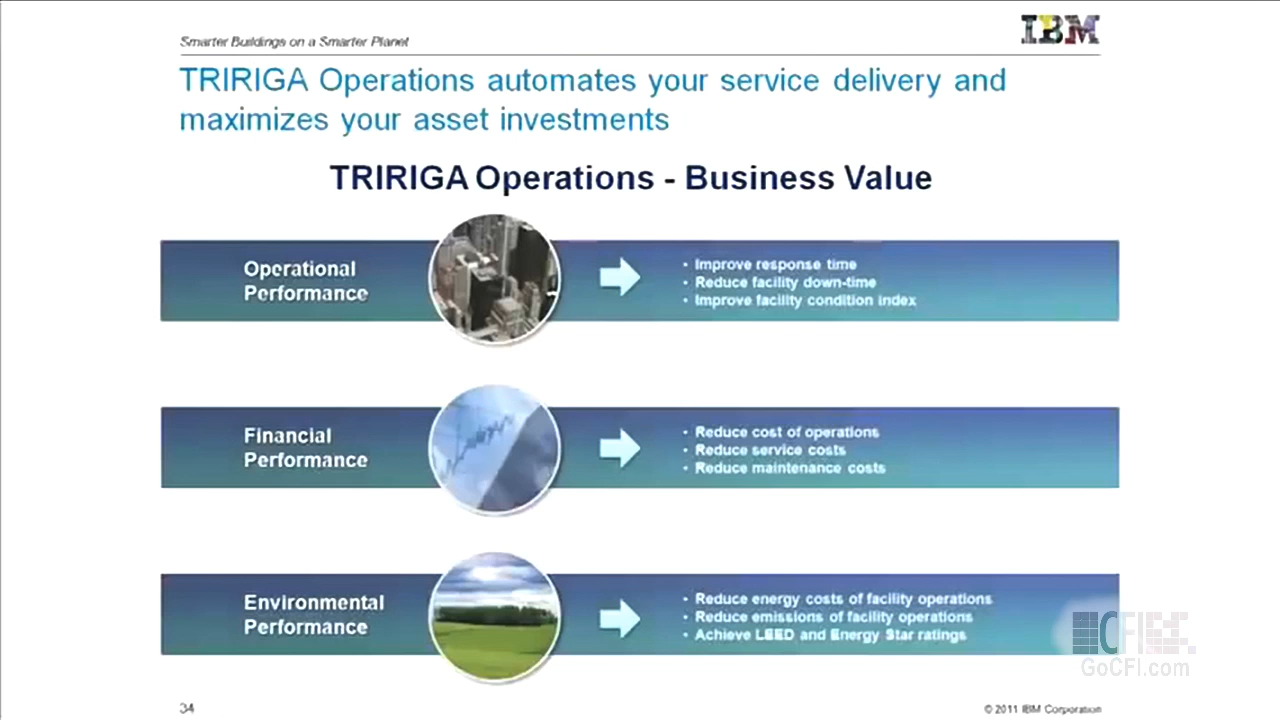 Smarter Buildings on a Smarter Planet
IBM
TRIRIGA Operations automates your service delivery and
maximizes your asset investments
TRIRIGA Operations - Business Value
Operational
Performance
• Improve response time
• Reduce facility down-time
• Improve facility condition index
Financial
Performance
• Reduce cost of operations
• Reduce service costs
• Reduce maintenance costs
Environmental
Performance
• Reduce energy costs of facility operations
• Reduce emissions of facility operations
• Achieve LEED and Energy Star ratings
CFI
GoCFI.com
34
© 2011 IBM Corporation